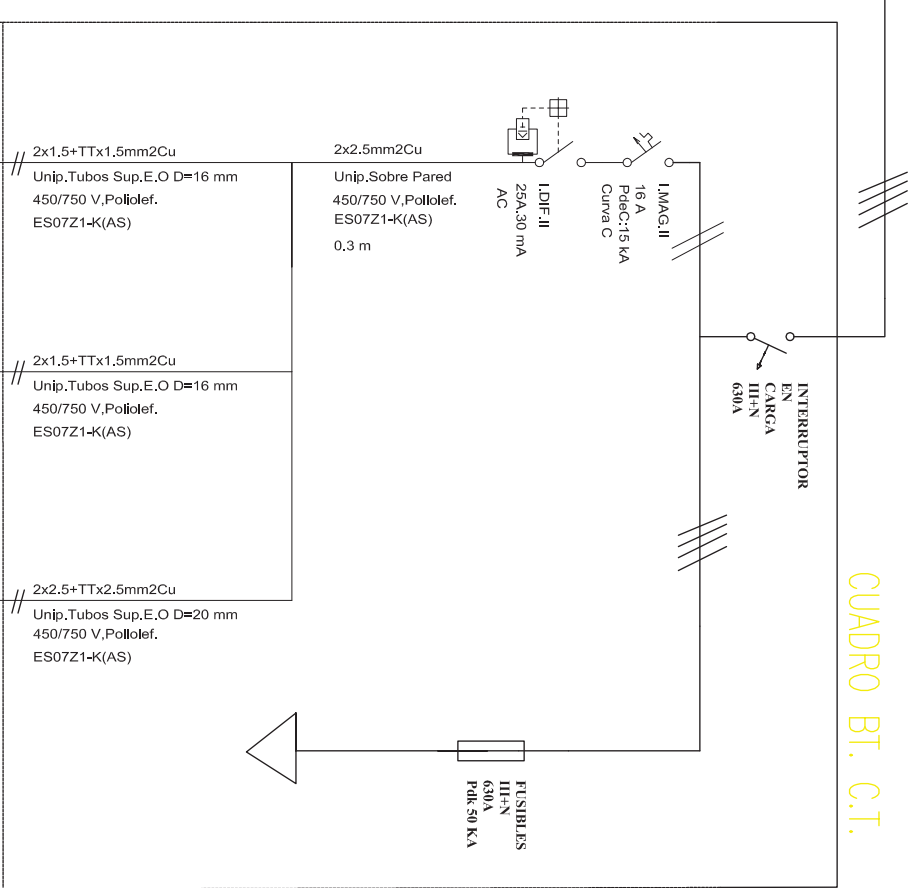 2x1.5+TTx1.5mm2Cu
Unip.Tubos Sup.E.O D=16 mm
450/750 V,Poliolef.
ES07Z1-K(AS)
2x2.5mm2Cu
Unip.Sobre Pared
450/750 V,Poliolef.
ES07Z1-K(AS)
0.3 m
I.DIF.II
25A.30 mA
AC
I.MAG.II
16 A
PdeC:15 kA
Curva C
INTERRUPTOR
EN
CARGA
III+N
630A
2x1.5+TTx1.5mm2Cu
Unip.Tubos Sup.E.O D=16 mm
450/750 V,Poliolef.
ES07Z1-K(AS)
2x2.5+TTx2.5mm2Cu
Unip.Tubos Sup.E.O D=20 mm
450/750 V,Poliolef.
ES07Z1-K(AS)
CUADRO BT. C.T.
FUSIBLES
III+N
630A
Pdk 50 KA